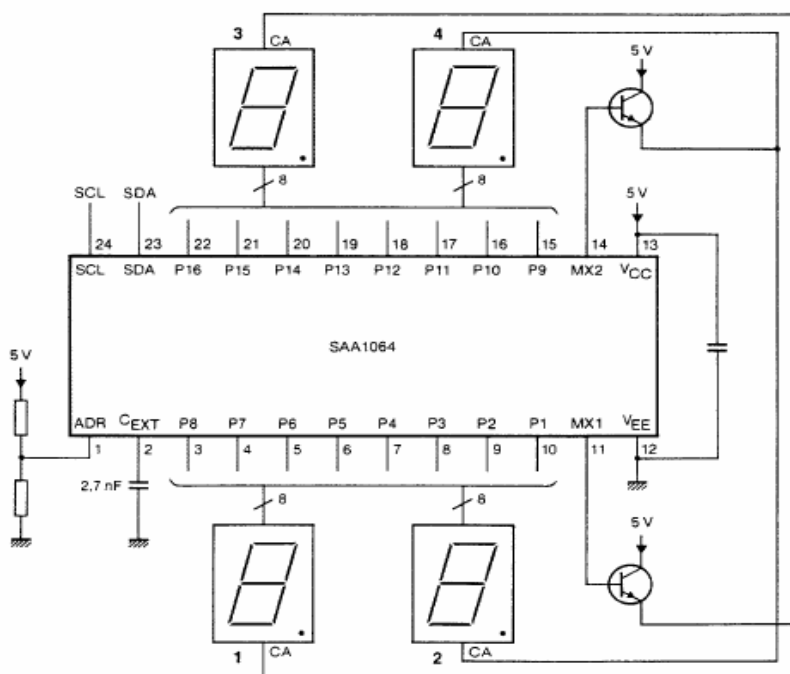 3 CA 4 CA
5 V
8 8
SCL SDA 5 V
24 23 22 21 20 19 18 17 16 15 14 13
SCL SDA P16 P15 P14 P13 P12 P11 P10 P9 MX2 VCC
SAA1064
5 V
ADR CEXT P8 P7 P6 P5 P4 P3 P2 P1 MX1 VEE
1 2 3 4 5 6 7 8 9 10 11 12
2,7 nF
8 8
5 V
1 CA 2 CA